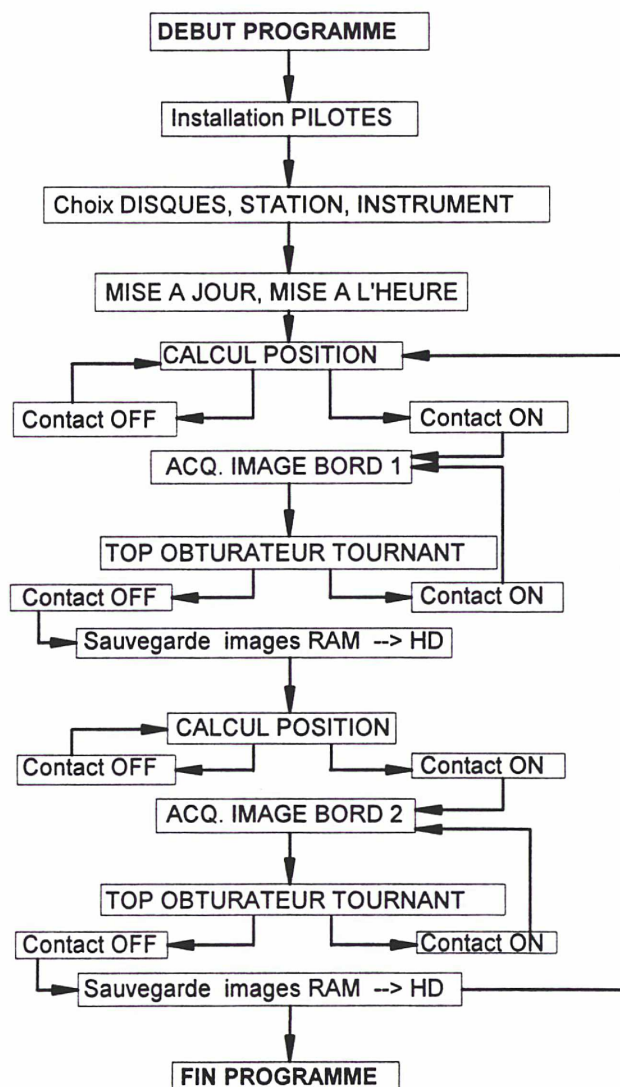 DEBUT PROGRAMME
Installation PILOTES
Choix DISQUES, STATION, INSTRUMENT
MISE A JOUR, MISE A L'HEURE
CALCUL POSITION
Contact OFF
Contact ON
ACQ. IMAGE BORD 1
TOP OBTURATEUR TOURNANT
Contact OFF
Contact ON
Sauvegarde images RAM --> HD
CALCUL POSITION
Contact OFF
Contact ON
ACQ. IMAGE BORD 2
TOP OBTURATEUR TOURNANT
Contact OFF
Contact ON
Sauvegarde images RAM --> HD
FIN PROGRAMME